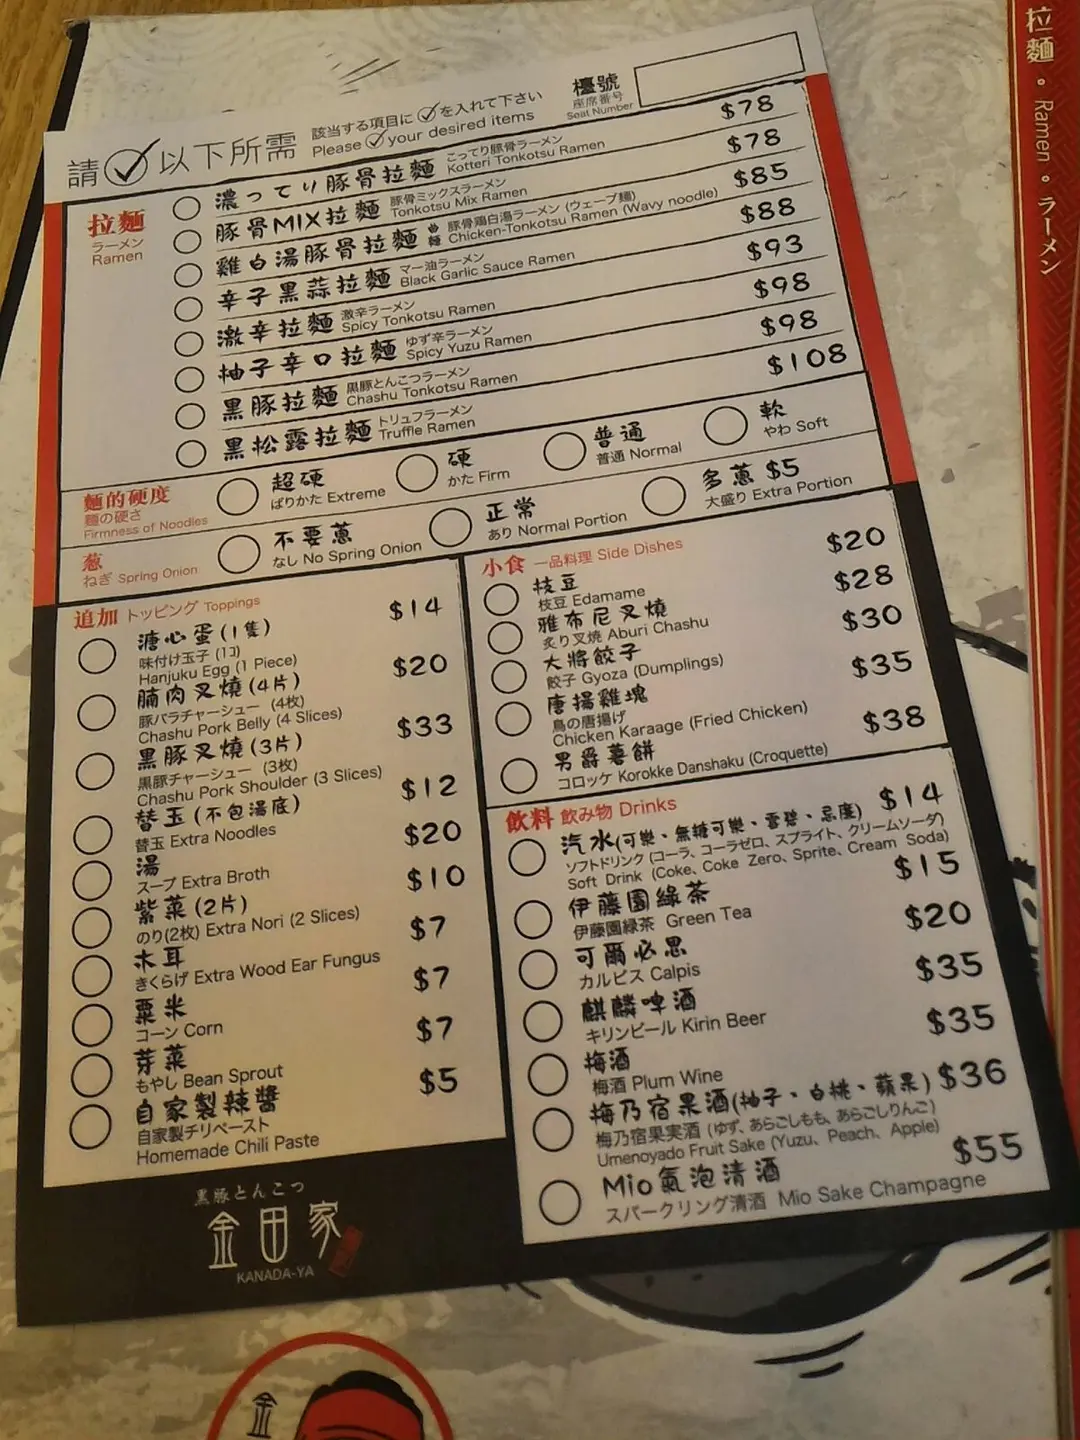 請 以下所需
該当する項目に を入れて下さい
Please your desired items
檯號
座席番号
Seat Number
拉麵
ラーメン
Ramen
濃ってり豚骨拉麵 こってり豚骨ラーメン
Kotteri Tonkotsu Ramen $78
豚骨MIX拉麵 豚骨ミックスラーメン
Tonkotsu Mix Ramen $78
雞白湯豚骨拉麵 豚骨鶏白湯ラーメン (ウェーブ麵)
Chicken-Tonkotsu Ramen (Wavy noodle) $85
辛子黑蒜拉麵 マー油ラーメン
Black Garlic Sauce Ramen $88
激辛拉麵 激辛ラーメン
Spicy Tonkotsu Ramen $93
柚子辛口拉麵 ゆず辛ラーメン
Spicy Yuzu Ramen $98
黑豚拉麵 黒豚とんこつラーメン
Chashu Tonkotsu Ramen $98
黑松露拉麵 トリュフラーメン
Truffle Ramen $108
麵的硬度
麺の硬さ
Firmness of Noodles
超硬
ばりかた Extreme
硬
かた Firm
普通
普通 Normal
軟
やわ Soft
葱
ねぎ Spring Onion
不要蔥
なし No Spring Onion
正常
あり Normal Portion
多蔥 $5
大盛り Extra Portion
追加 トッピング Toppings
溏心蛋(1隻) $14
味付け玉子 (1コ)
Hanjuku Egg (1 Piece)
腩肉叉燒(4片) $20
豚バラチャーシュー (4枚)
Chashu Pork Belly (4 Slices)
黑豚叉燒(3片) $33
黒豚チャーシュー (3枚)
Chashu Pork Shoulder (3 Slices)
替玉(不包湯底) $12
替玉 Extra Noodles
湯 $20
スープ Extra Broth
紫菜(2片) $10
のり(2枚) Extra Nori (2 Slices)
木耳 $7
きくらげ Extra Wood Ear Fungus
粟米 $7
コーン Corn
芽菜 $7
もやし Bean Sprout
自家製辣醬 $5
自家製チリペースト
Homemade Chili Paste
小食 一品料理 Side Dishes
枝豆 $20
枝豆 Edamame
雅布尼叉燒 $28
炙り叉焼 Aburi Chashu
大將餃子 $30
餃子 Gyoza (Dumplings)
唐揚雞塊 $35
鳥の唐揚げ
Chicken Karaage (Fried Chicken)
男爵薯餅 $38
コロッケ Korokke Danshaku (Croquette)
飲料 飲み物 Drinks
汽水(可樂、無糖可樂、雪碧、忌廉) $14
ソフトドリンク (コーラ、コーラゼロ、スプライト、クリームソーダ)
Soft Drink (Coke, Coke Zero, Sprite, Cream Soda)
伊藤園綠茶 $15
伊藤園緑茶 Green Tea
可爾必思 $20
カルピス Calpis
麒麟啤酒 $35
キリンビール Kirin Beer
梅酒 $35
梅酒 Plum Wine
梅乃宿果酒(柚子、白桃、蘋果) $36
梅乃宿果実酒 (ゆず、あらごしもも、あらごしりんご)
Umenoyado Fruit Sake (Yuzu、Peach、Apple)
Mio氣泡清酒 $55
スパークリング清酒 Mio Sake Champagne
黒豚とんこつ
金田家
KANADA-YA
拉麵。Ramen。ラーメン
金